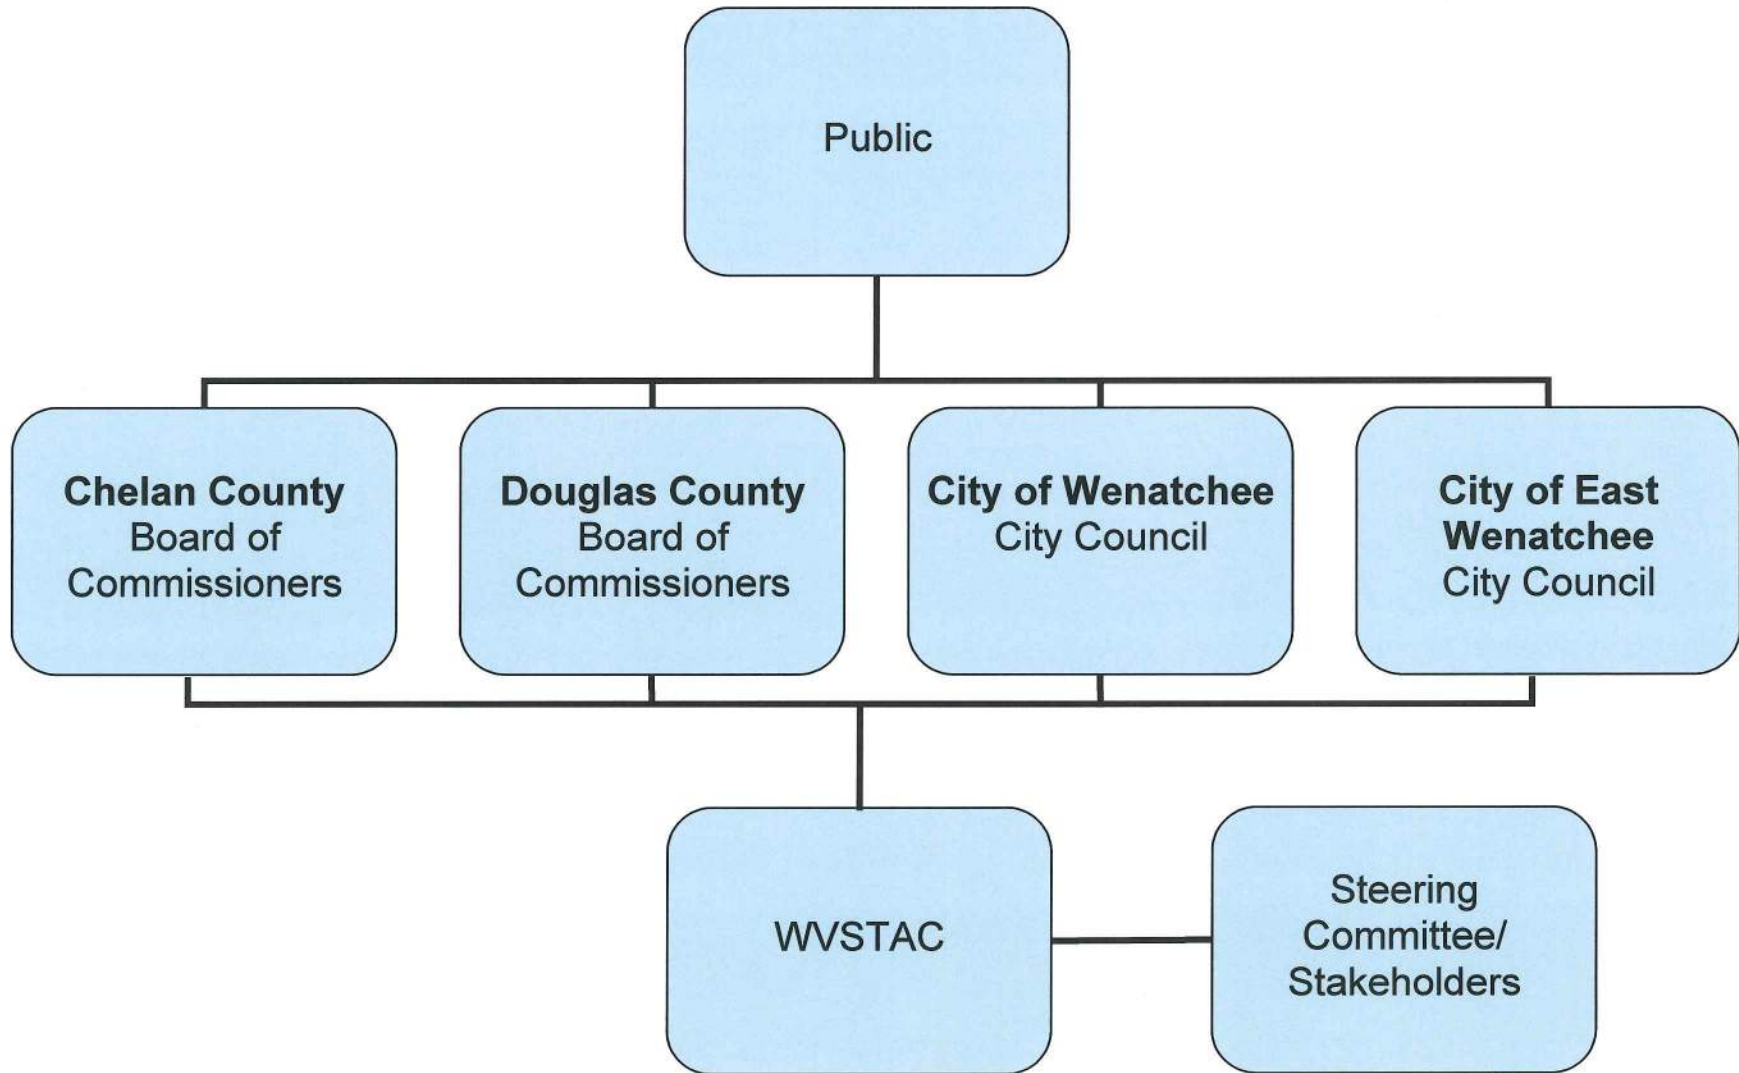 Public
Chelan County
Board of
Commissioners
Douglas County
Board of
Commissioners
City of Wenatchee
City Council
City of East
Wenatchee
City Council
WVSTAC
Steering
Committee/
Stakeholders